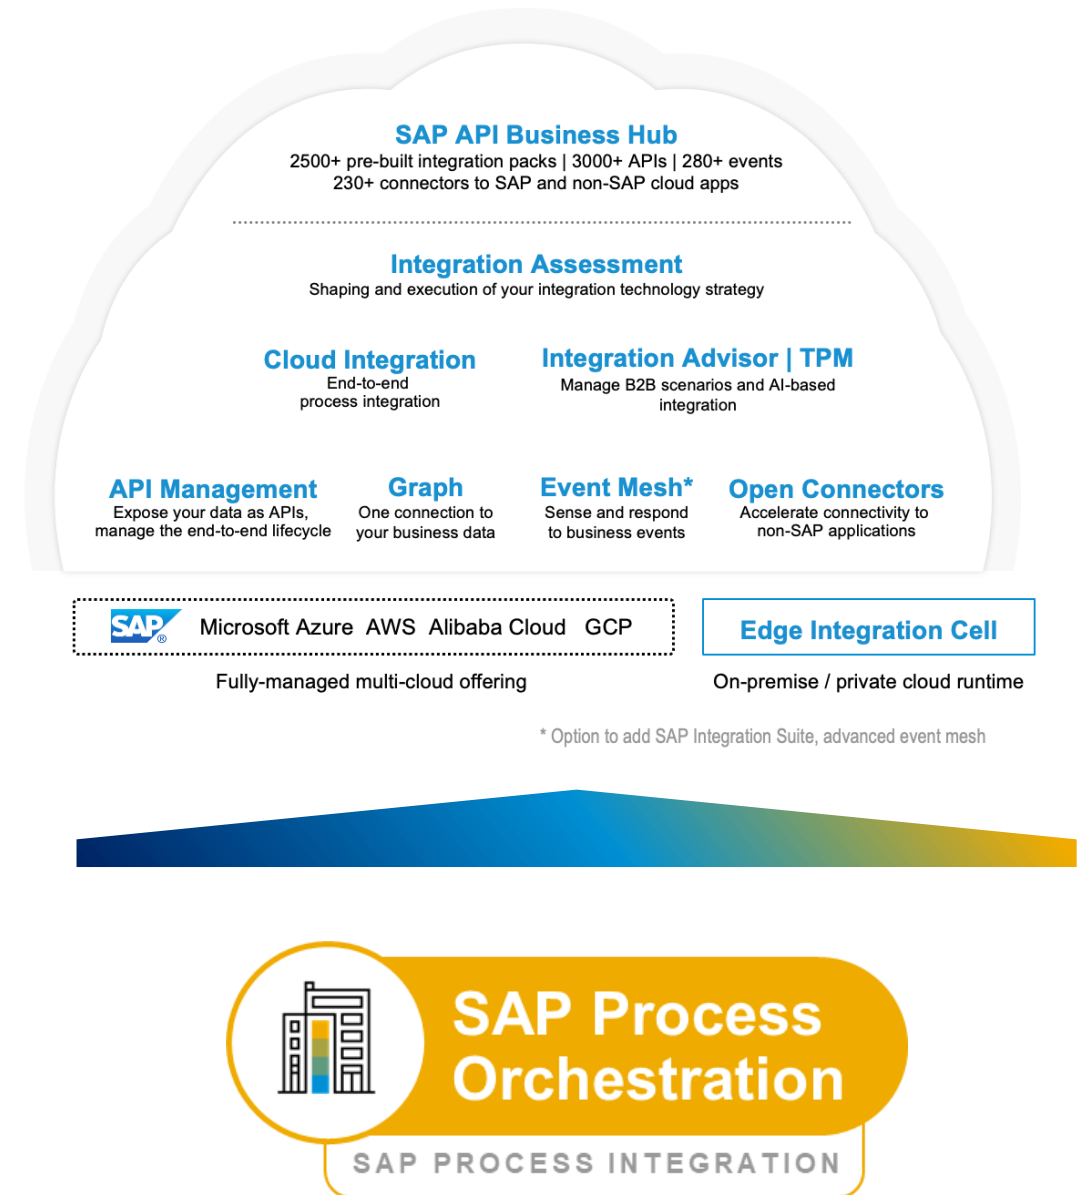 SAP API Business Hub
2500+ pre-built integration packs | 3000+ APIs | 280+ events
230+ connectors to SAP and non-SAP cloud apps
Integration Assessment
Shaping and execution of your integration technology strategy
Cloud Integration
End-to-end
process integration
Integration Advisor | TPM
Manage B2B scenarios and AI-based
integration
API Management
Expose your data as APIs,
manage the end-to-end lifecycle
Graph
One connection to
your business data
Event Mesh*
Sense and respond
to business events
Open Connectors
Accelerate connectivity to
non-SAP applications
SAP® Microsoft Azure AWS Alibaba Cloud GCP
Fully-managed multi-cloud offering
Edge Integration Cell
On-premise / private cloud runtime
* Option to add SAP Integration Suite, advanced event mesh
SAP Process
Orchestration
SAP PROCESS INTEGRATION